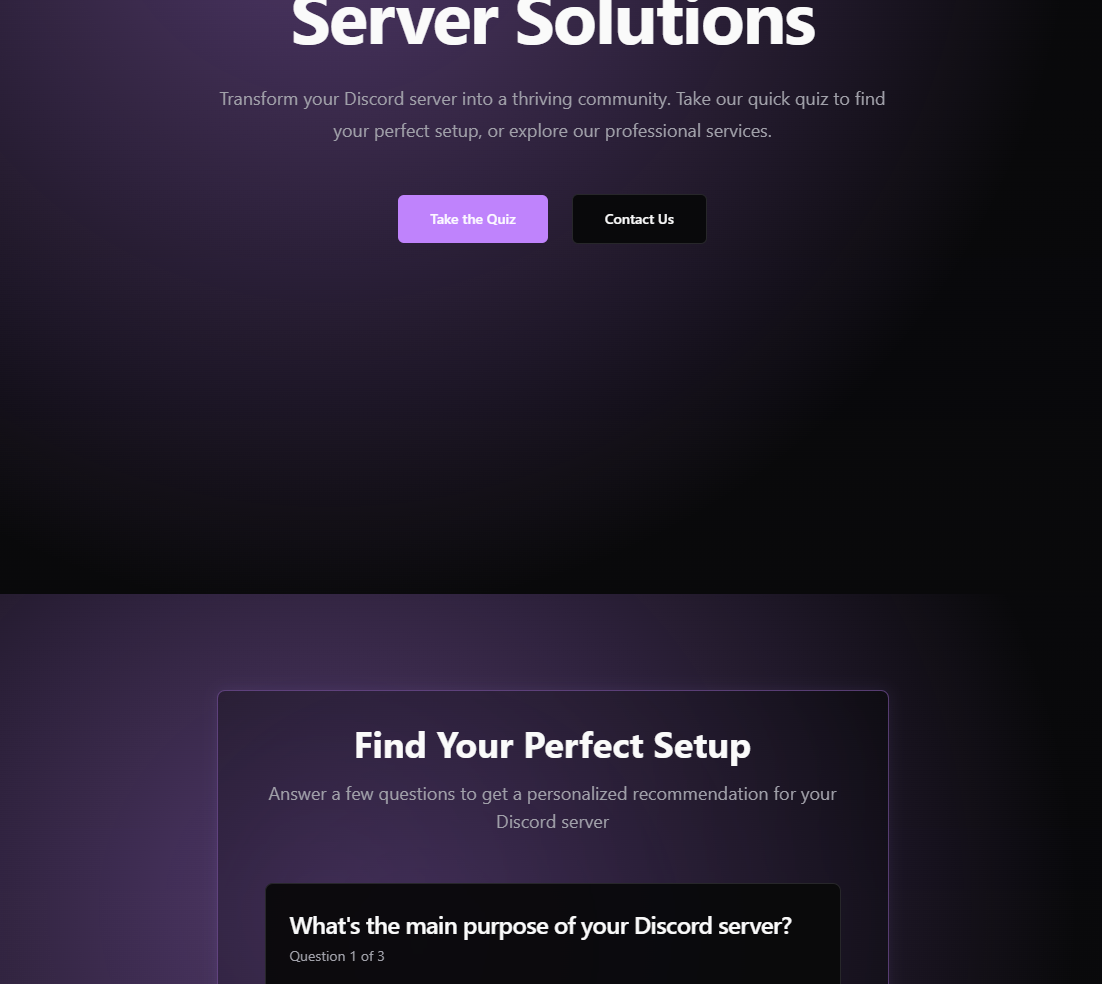 Server Solutions
Transform your Discord server into a thriving community. Take our quick quiz to find
your perfect setup, or explore our professional services.
Take the Quiz
Contact Us
Find Your Perfect Setup
Answer a few questions to get a personalized recommendation for your
Discord server
What's the main purpose of your Discord server?
Question 1 of 3